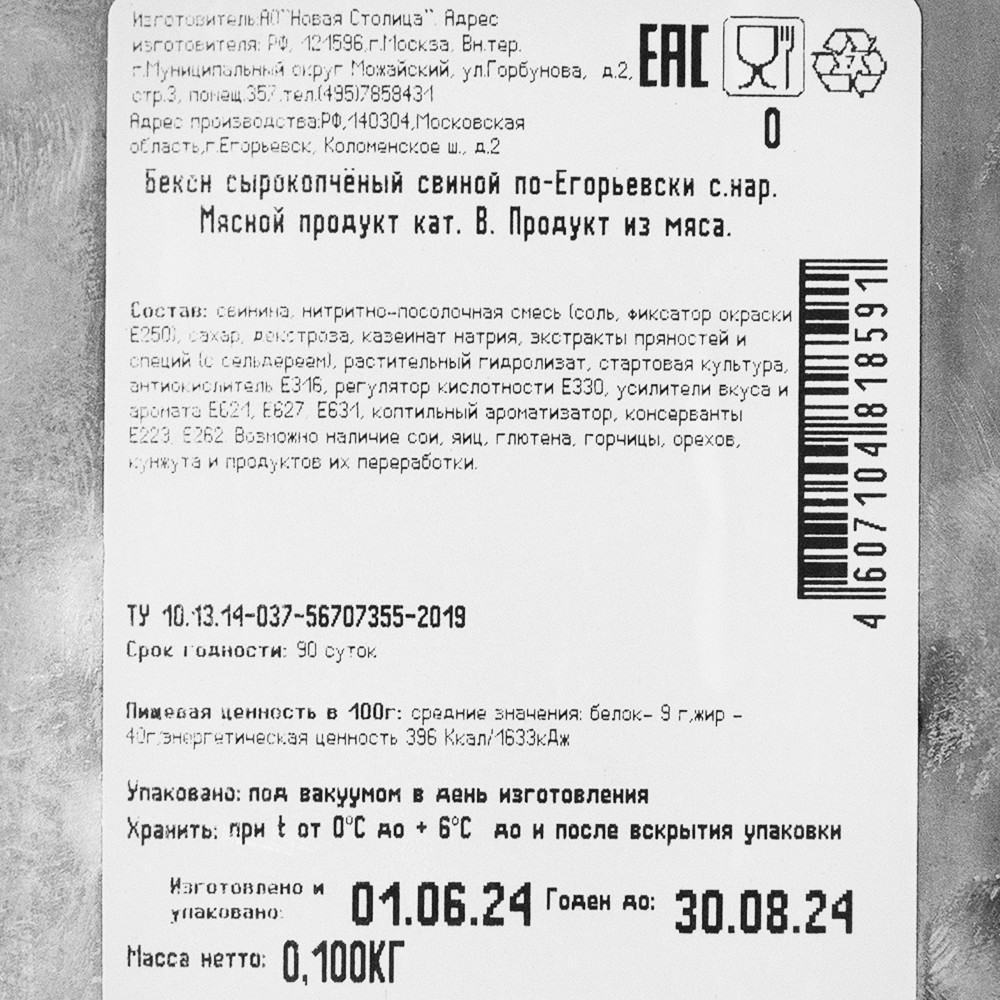 Изготовитель:АО"Новая Столица". Адрес
изготовителя: РФ, 121596,г.Москва, Вн.тер.
г.Муниципальный округ Можайский, ул.Горбунова, д.2,
стр.3, помещ.357,тел.(495)7858431
Адрес производства:РФ,140304,Московская
область,г.Егорьевск, Коломенское ш., д.2
EAC
7
0
Бекон сырокопчёный свиной по-Егорьевски с.нар.
Мясной продукт кат. В. Продукт из мяса.
Состав: свинина, нитритно-посолочная смесь (соль, фиксатор окраски
Е250), сахар, декстроза, казеинат натрия, экстракты пряностей и
специй (с сельдереем), растительный гидролизат, стартовая культура,
антиокислитель Е316, регулятор кислотности Е330, усилители вкуса и
аромата Е621, Е627, Е631, коптильный ароматизатор, консерванты
Е223, Е262. Возможно наличие сои, яиц, глютена, горчицы, орехов,
кунжута и продуктов их переработки.
4 607104 818591
ТУ 10.13.14-037-56707355-2019
Срок годности: 90 суток
Пищевая ценность в 100г: средние значения: белок- 9 г,жир -
40г,энергетическая ценность 396 Ккал/1633кДж
Упаковано: под вакуумом в день изготовления
Хранить: при t от 0°С до + 6°С до и после вскрытия упаковки
Изготовлено и
упаковано: 01.06.24 Годен до: 30.08.24
Масса нетто: 0,100КГ